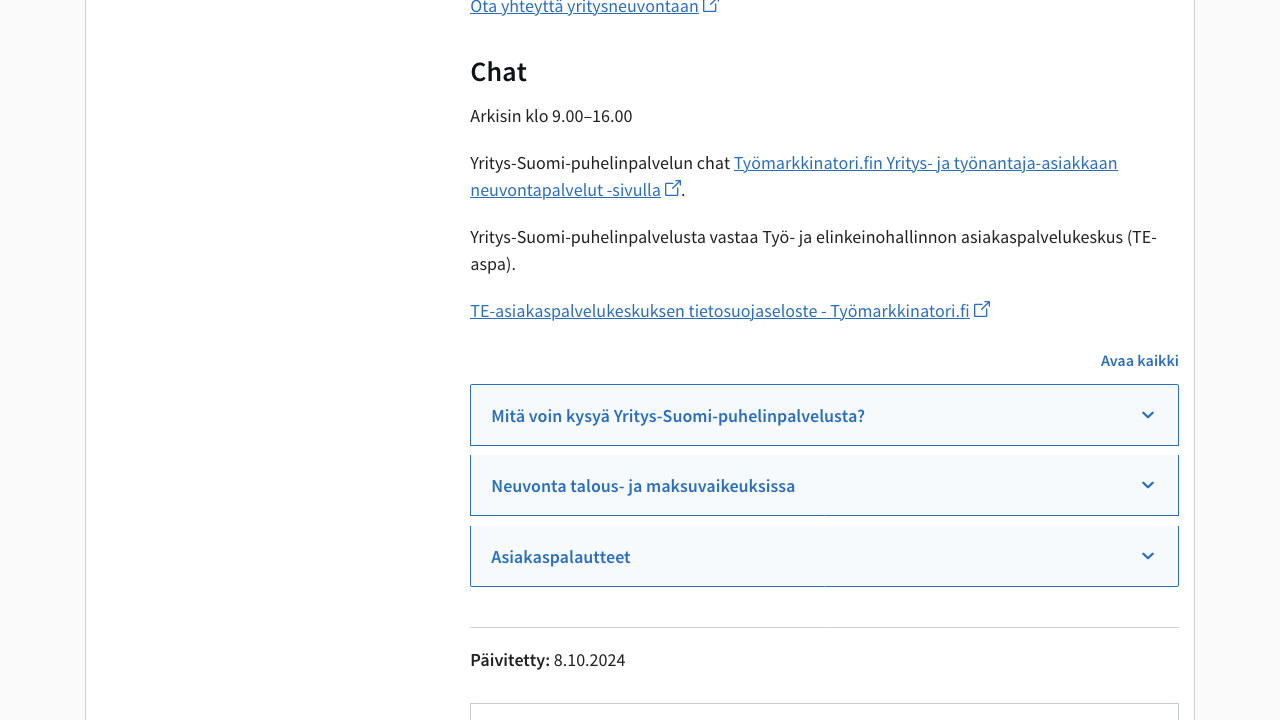 Ota yhteyttä yritysneuvontaan
Chat
Arkisin klo 9.00–16.00
Yritys-Suomi-puhelinpalvelun chat Työmarkkinatori.fin Yritys- ja työnantaja-asiakkaan
neuvontapalvelut -sivulla.
Yritys-Suomi-puhelinpalvelusta vastaa Työ- ja elinkeinohallinnon asiakaspalvelukeskus (TE-
aspa).
TE-asiakaspalvelukeskuksen tietosuojaseloste - Työmarkkinatori.fi
Avaa kaikki
Mitä voin kysyä Yritys-Suomi-puhelinpalvelusta?
Neuvonta talous- ja maksuvaikeuksissa
Asiakaspalautteet
Päivitetty: 8.10.2024